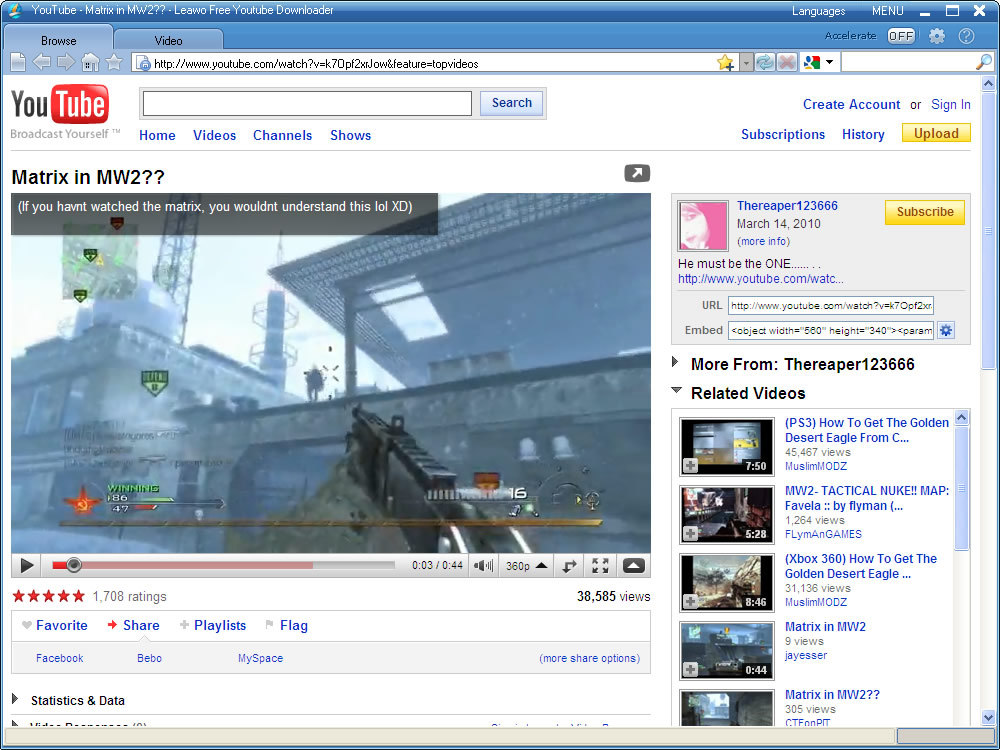 YouTube - Matrix in MW2?? - Leawo Free Youtube Downloader
Languages MENU
Browse Video
Accelerate OFF
http://www.youtube.com/watch?v=k7Opf2xrJow&feature=topvideos
YouTube
Broadcast Yourself ™
Search
Create Account or Sign In
Home Videos Channels Shows
Subscriptions History Upload
Matrix in MW2??
(If you havnt watched the matrix, you wouldnt understand this lol XD)
WINNING
186
47
16
0:03 / 0:44 360p
1,708 ratings 38,585 views
Favorite Share Playlists Flag
Facebook Bebo MySpace (more share options)
Statistics & Data
Thereaper123666
March 14, 2010
(more info)
Subscribe
He must be the ONE...... . .
http://www.youtube.com/watc...
URL http://www.youtube.com/watch?v=k7Opf2xr
Embed <object width="560" height="340"><param
More From: Thereaper123666
Related Videos
(PS3) How To Get The Golden
Desert Eagle From C...
45,467 views
MuslimMODZ
7:50
MW2- TACTICAL NUKE!! MAP:
Favela :: by flyman (...
1,264 views
FLymAnGAMES
5:28
(Xbox 360) How To Get The
Golden Desert Eagle ...
31,136 views
MuslimMODZ
8:46
Matrix in MW2
9 views
jayesser
0:44
Matrix in MW2??
305 views